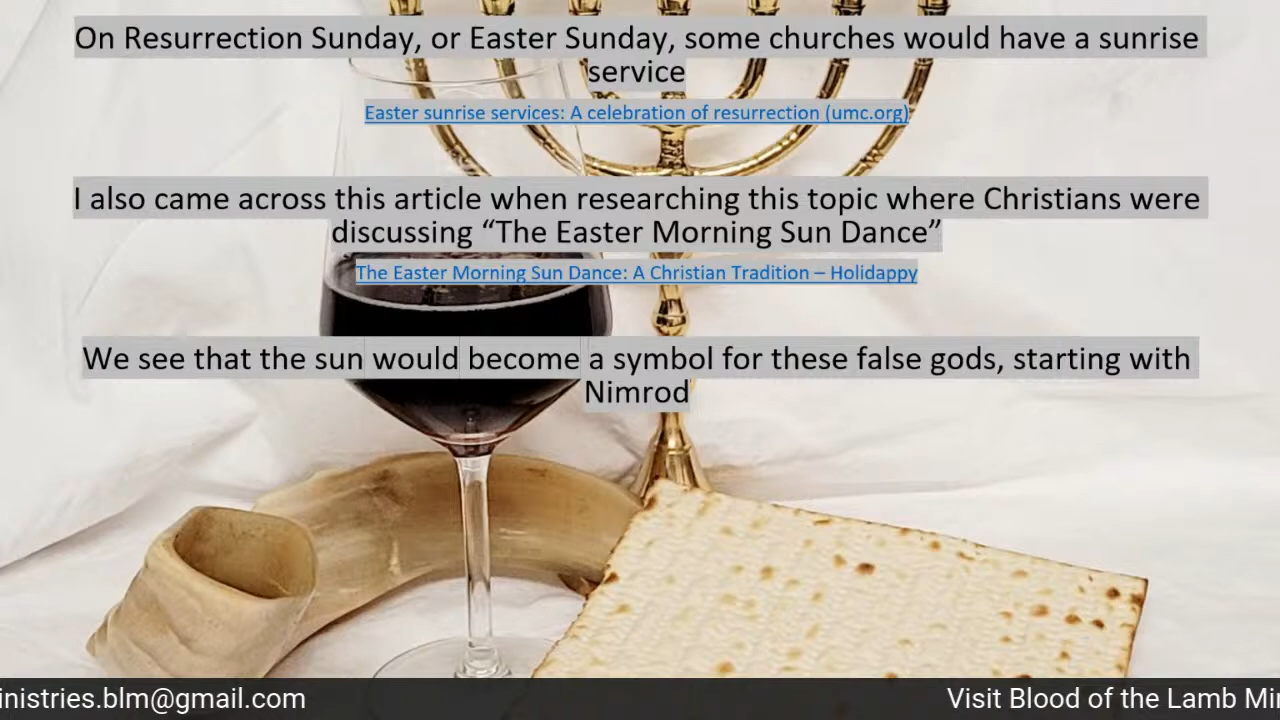 On Resurrection Sunday, or Easter Sunday, some churches would have a sunrise
service
Easter sunrise services: A celebration of resurrection (umc.org)
I also came across this article when researching this topic where Christians were
discussing “The Easter Morning Sun Dance”
The Easter Morning Sun Dance: A Christian Tradition – Holidappy
We see that the sun would become a symbol for these false gods, starting with
Nimrod
inistries.blm@gmail.com
Visit Blood of the Lamb Min